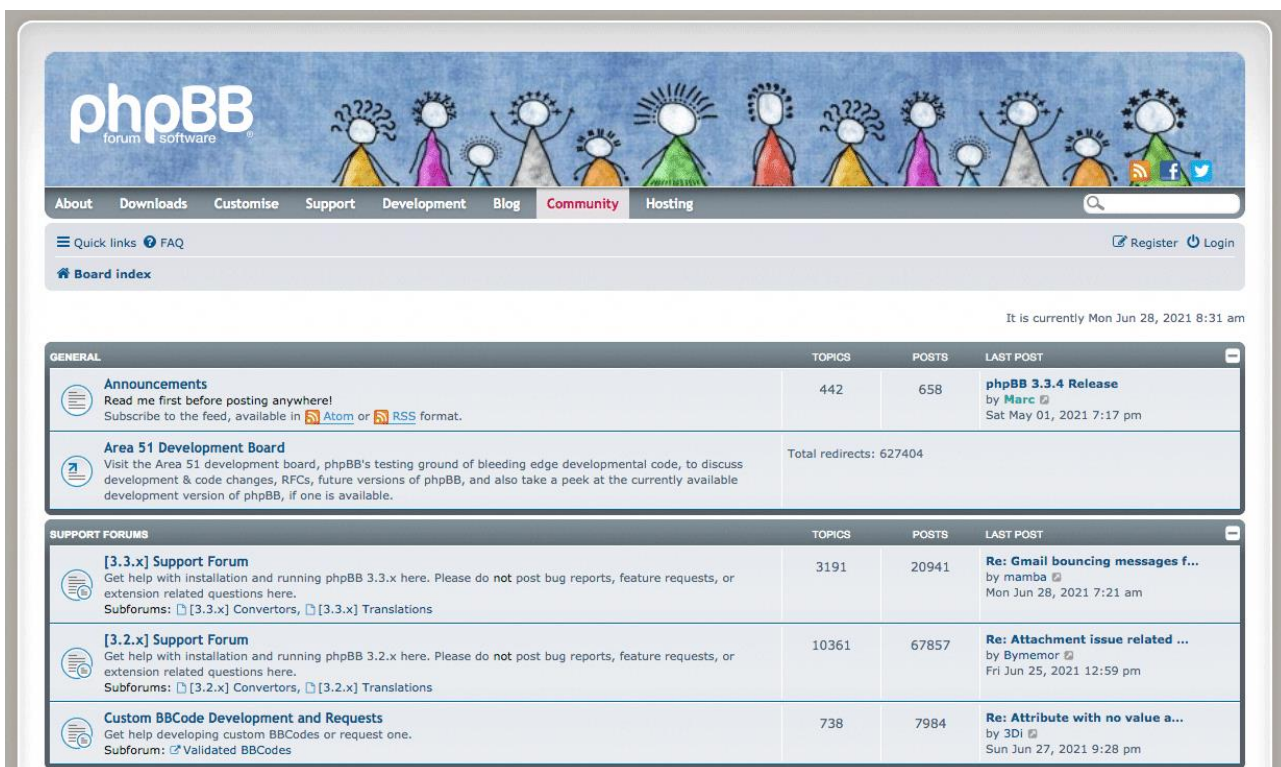 phpBB
forum software ®
About Downloads Customise Support Development Blog Community Hosting
Quick links FAQ Register Login
Board index
It is currently Mon Jun 28, 2021 8:31 am
GENERAL TOPICS POSTS LAST POST
Announcements
Read me first before posting anywhere!
Subscribe to the feed, available in Atom or RSS format.
442 658
phpBB 3.3.4 Release
by Marc
Sat May 01, 2021 7:17 pm
Area 51 Development Board
Visit the Area 51 development board, phpBB's testing ground of bleeding edge developmental code, to discuss
development & code changes, RFCs, future versions of phpBB, and also take a peek at the currently available
development version of phpBB, if one is available.
Total redirects: 627404
SUPPORT FORUMS TOPICS POSTS LAST POST
[3.3.x] Support Forum
Get help with installation and running phpBB 3.3.x here. Please do not post bug reports, feature requests, or
extension related questions here.
Subforums: [3.3.x] Convertors, [3.3.x] Translations
3191 20941
Re: Gmail bouncing messages f...
by mamba
Mon Jun 28, 2021 7:21 am
[3.2.x] Support Forum
Get help with installation and running phpBB 3.2.x here. Please do not post bug reports, feature requests, or
extension related questions here.
Subforums: [3.2.x] Convertors, [3.2.x] Translations
10361 67857
Re: Attachment issue related ...
by Bymemor
Fri Jun 25, 2021 12:59 pm
Custom BBCode Development and Requests
Get help developing custom BBCodes or request one.
Subforum: Validated BBCodes
738 7984
Re: Attribute with no value a...
by 3Di
Sun Jun 27, 2021 9:28 pm